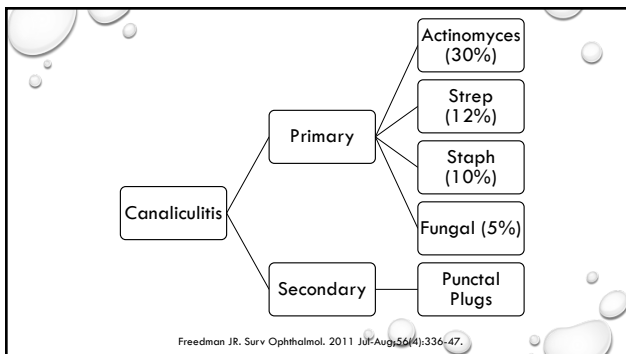 Canaliculitis
Primary
Actinomyces
(30%)
Strep
(12%)
Staph
(10%)
Fungal (5%)
Secondary
Punctal
Plugs
Freedman JR. Surv Ophthalmol. 2011 Jul-Aug;56(4):336-47.